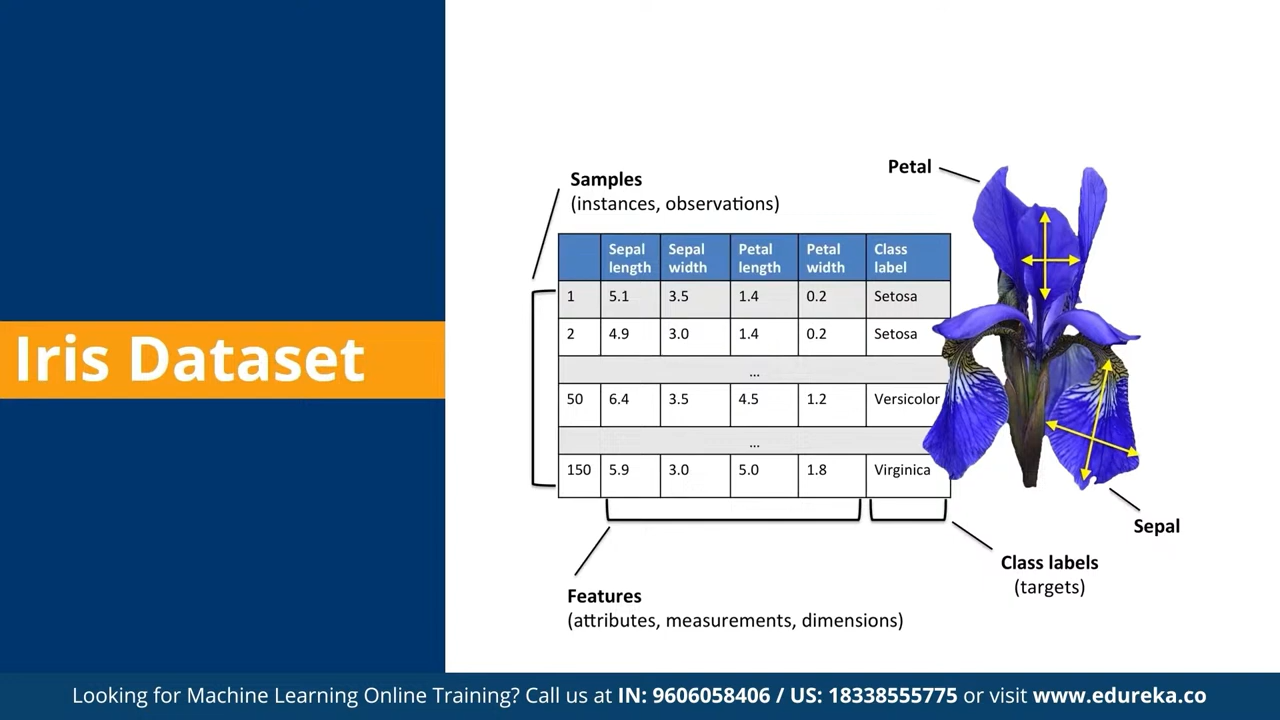 Iris Dataset
Samples
(instances, observations)
Petal
Sepal length Sepal width Petal length Petal width Class label
1 5.1 3.5 1.4 0.2 Setosa
2 4.9 3.0 1.4 0.2 Setosa
...
50 6.4 3.5 4.5 1.2 Versicolor
...
150 5.9 3.0 5.0 1.8 Virginica
Sepal
Class labels
(targets)
Features
(attributes, measurements, dimensions)
Looking for Machine Learning Online Training? Call us at IN: 9606058406 / US: 18338555775 or visit www.edureka.co